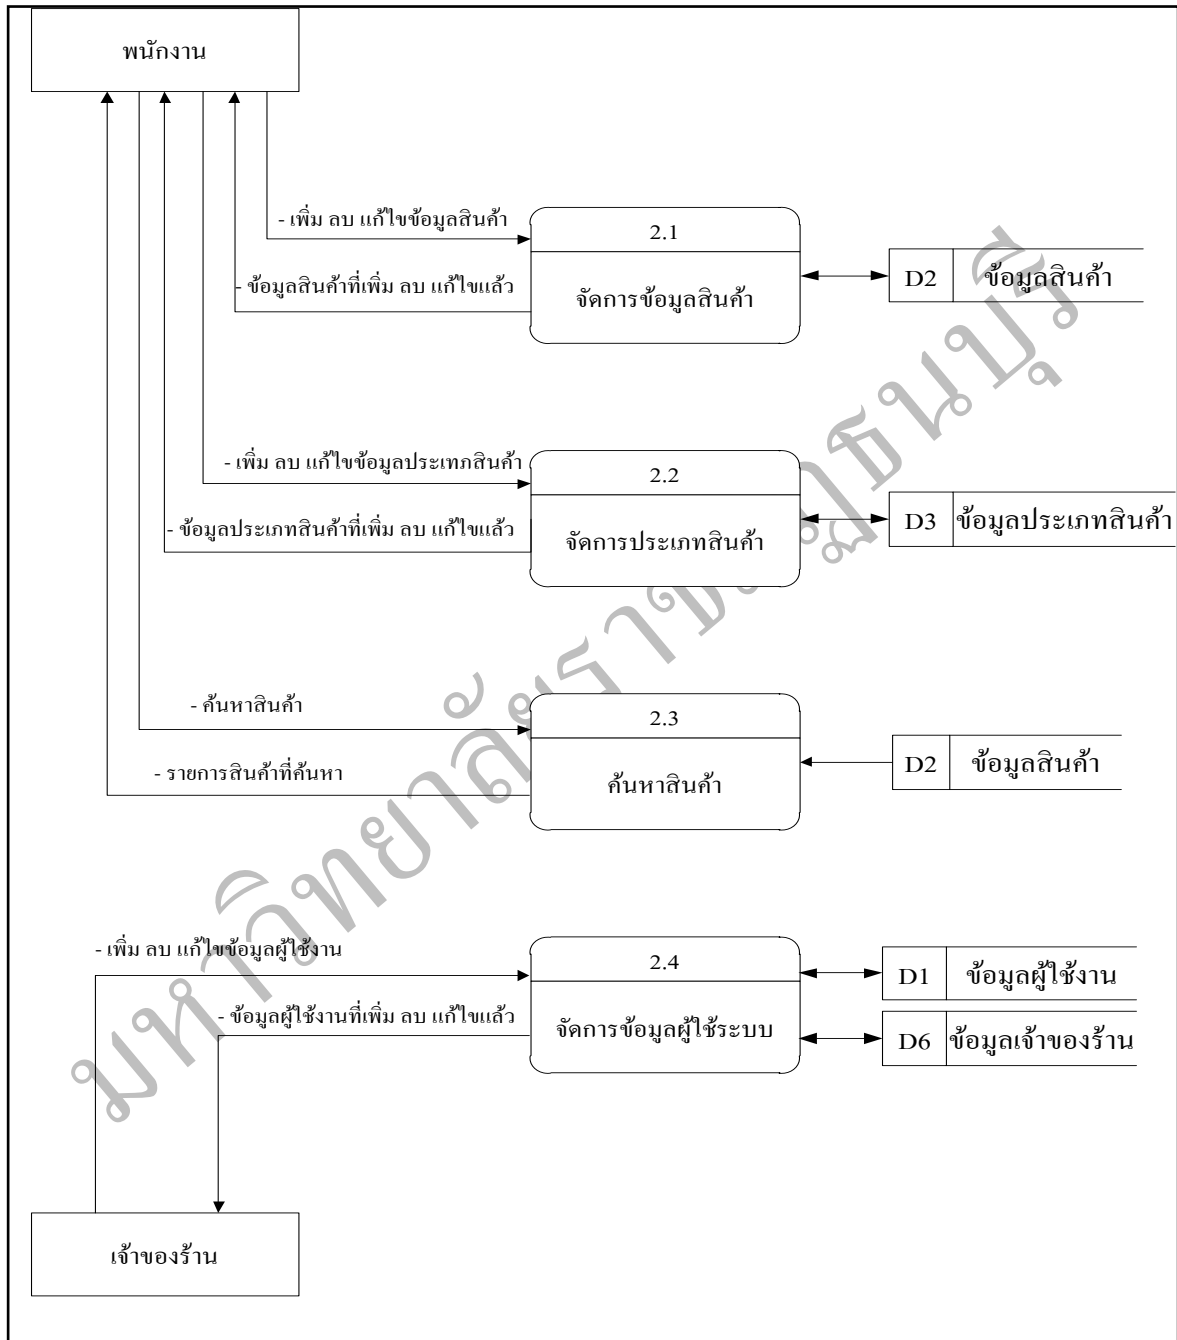 พนักงาน
- เพิ่ม ลบ แก้ไขข้อมูลสินค้า
2.1
- ข้อมูลสินค้าที่เพิ่ม ลบ แก้ไขแล้ว
จัดการข้อมูลสินค้า
D2 ข้อมูลสินค้า
- เพิ่ม ลบ แก้ไขข้อมูลประเทภสินค้า
2.2
- ข้อมูลประเภทสินค้าที่เพิ่ม ลบ แก้ไขแล้ว
จัดการประเภทสินค้า
D3 ข้อมูลประเภทสินค้า
- ค้นหาสินค้า
2.3
- รายการสินค้าที่ค้นหา
ค้นหาสินค้า
D2 ข้อมูลสินค้า
- เพิ่ม ลบ แก้ไขข้อมูลผู้ใช้งาน
2.4
- ข้อมูลผู้ใช้งานที่เพิ่ม ลบ แก้ไขแล้ว
จัดการข้อมูลผู้ใช้ระบบ
D1 ข้อมูลผู้ใช้งาน
D6 ข้อมูลเจ้าของร้าน
เจ้าของร้าน